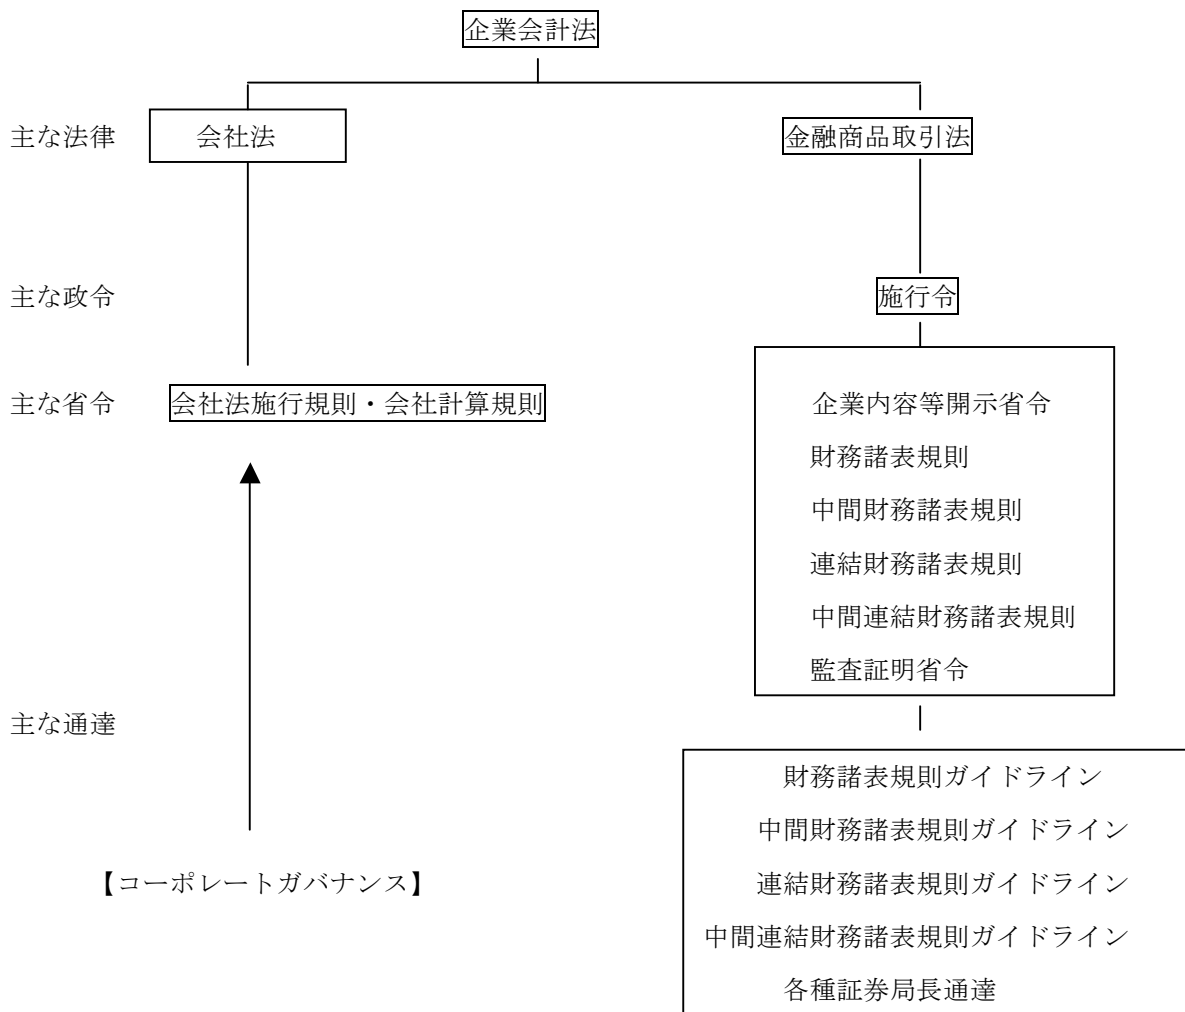 企業会計法
主な法律 会社法 金融商品取引法
主な政令 施行令
主な省令 会社法施行規則・会社計算規則 企業内容等開示省令
財務諸表規則
中間財務諸表規則
連結財務諸表規則
中間連結財務諸表規則
監査証明省令
主な通達
財務諸表規則ガイドライン
中間財務諸表規則ガイドライン
【コーポレートガバナンス】 連結財務諸表規則ガイドライン
中間連結財務諸表規則ガイドライン
各種証券局長通達